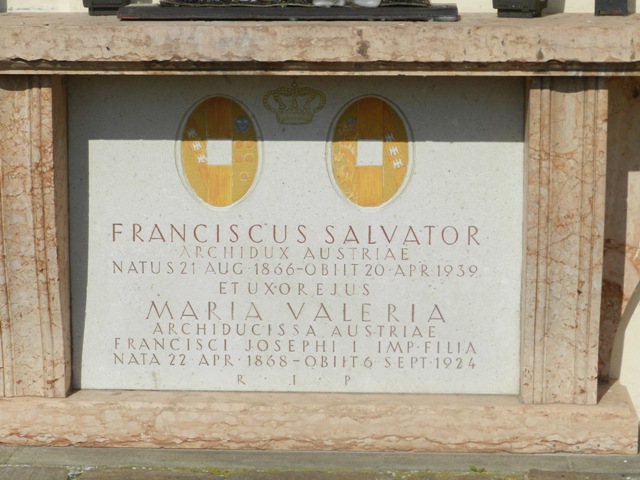 FRANCISCUS SALVATOR
ARCHIDUX AUSTRIAE
NATUS 21 AUG·1866–OBIIT 20·APR·1939
ET UXOR EJUS
MARIA VALERIA
ARCHIDUCISSA AUSTRIAE
FRANCISCI JOSEPHI I IMP·FILIA
NATA 22 APR·1868–OBIIT 6 SEPT·1924
R I P